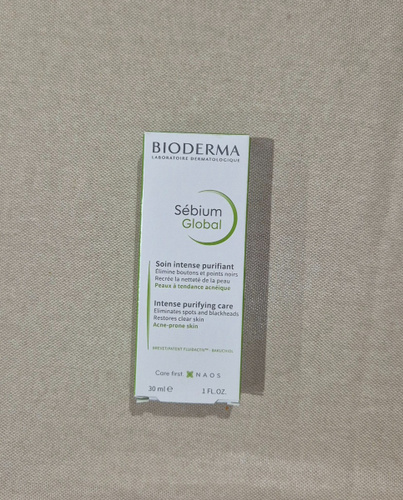 BIODERMA
LABORATOIRE DERMATOLOGIQUE
Sébium
Global
Soin intense purifiant
Elimine boutons et points noirs
Recrée la netteté de la peau
Peaux à tendance acnéique
Intense purifying care
Eliminates spots and blackheads
Restores clear skin
Acne-prone skin
Care first NAOS
30 ml e 1 FL.OZ.